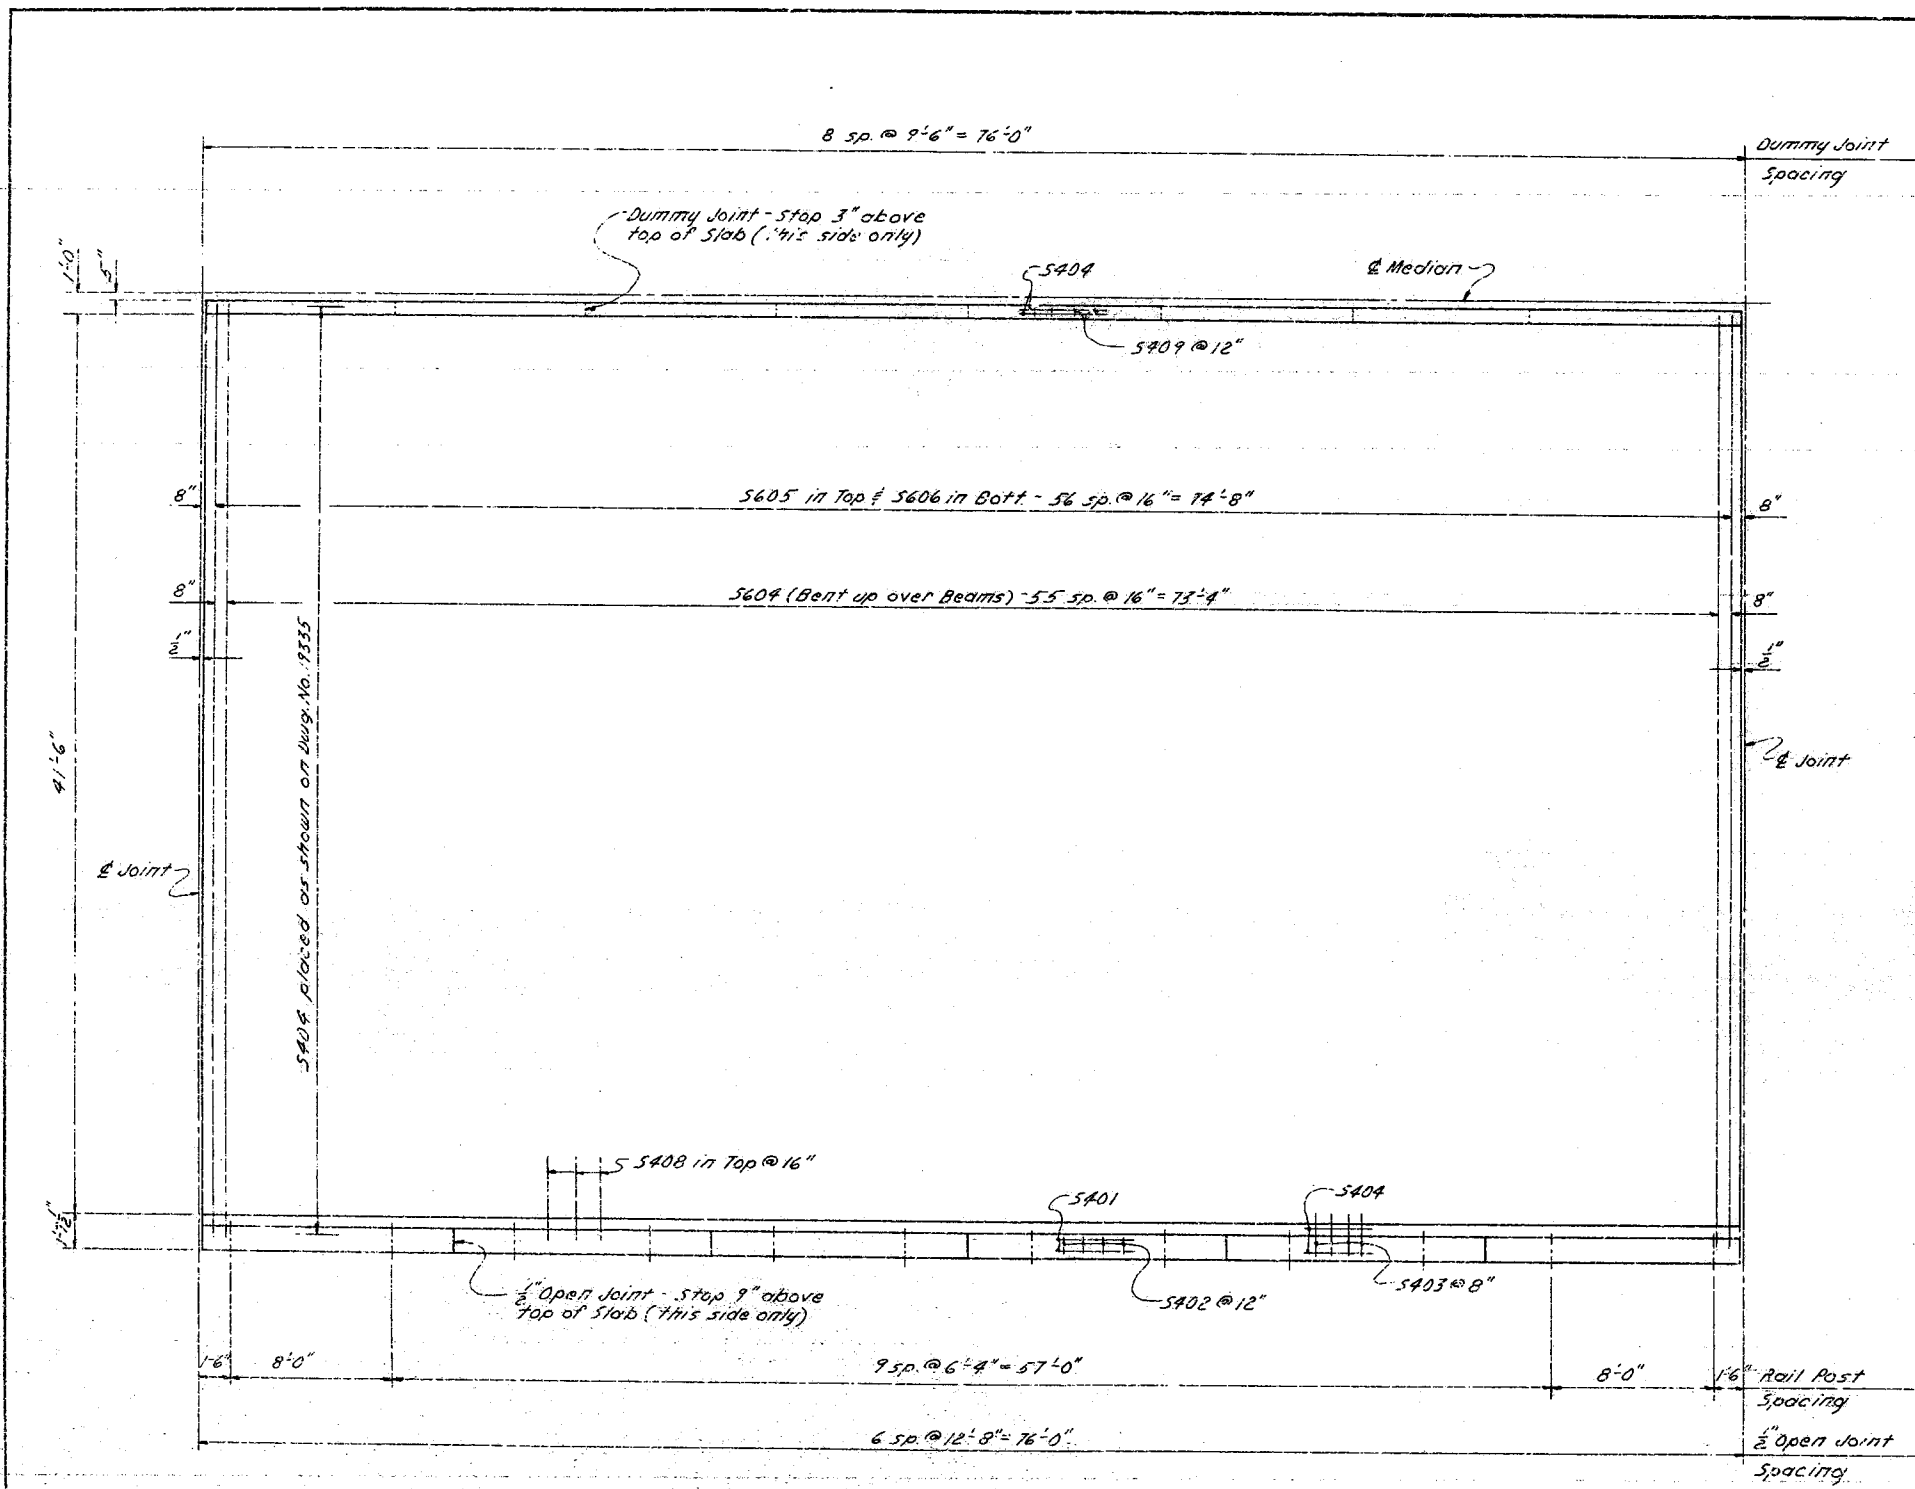 8 sp. @ 9'-6" = 76'-0"
Dummy Joint
Spacing
Dummy Joint - Stop 3" above
top of Slab (this side only)
1'-0"
5"
S404
℄ Median
S409 @ 12"
8"
S605 in Top & S606 in Bott. - 56 sp. @ 16" = 74'-8"
8"
8"
S604 (Bent up over Beams) - 55 sp. @ 16" = 73'-4"
8"
1/2"
1/2"
S404 placed as shown on Dwg. No. 19335
41'-6"
℄ Joint
℄ Joint
S408 in Top @ 16"
S401
S404
1/2" Open Joint - Stop 9" above
top of Slab (this side only)
S402 @ 12"
S403 @ 8"
1'-6"
8'-0"
9 sp. @ 6'-4" = 57'-0"
8'-0"
1'-6"
Rail Post
Spacing
6 sp. @ 12'-8" = 76'-0"
1/2" Open Joint
Spacing